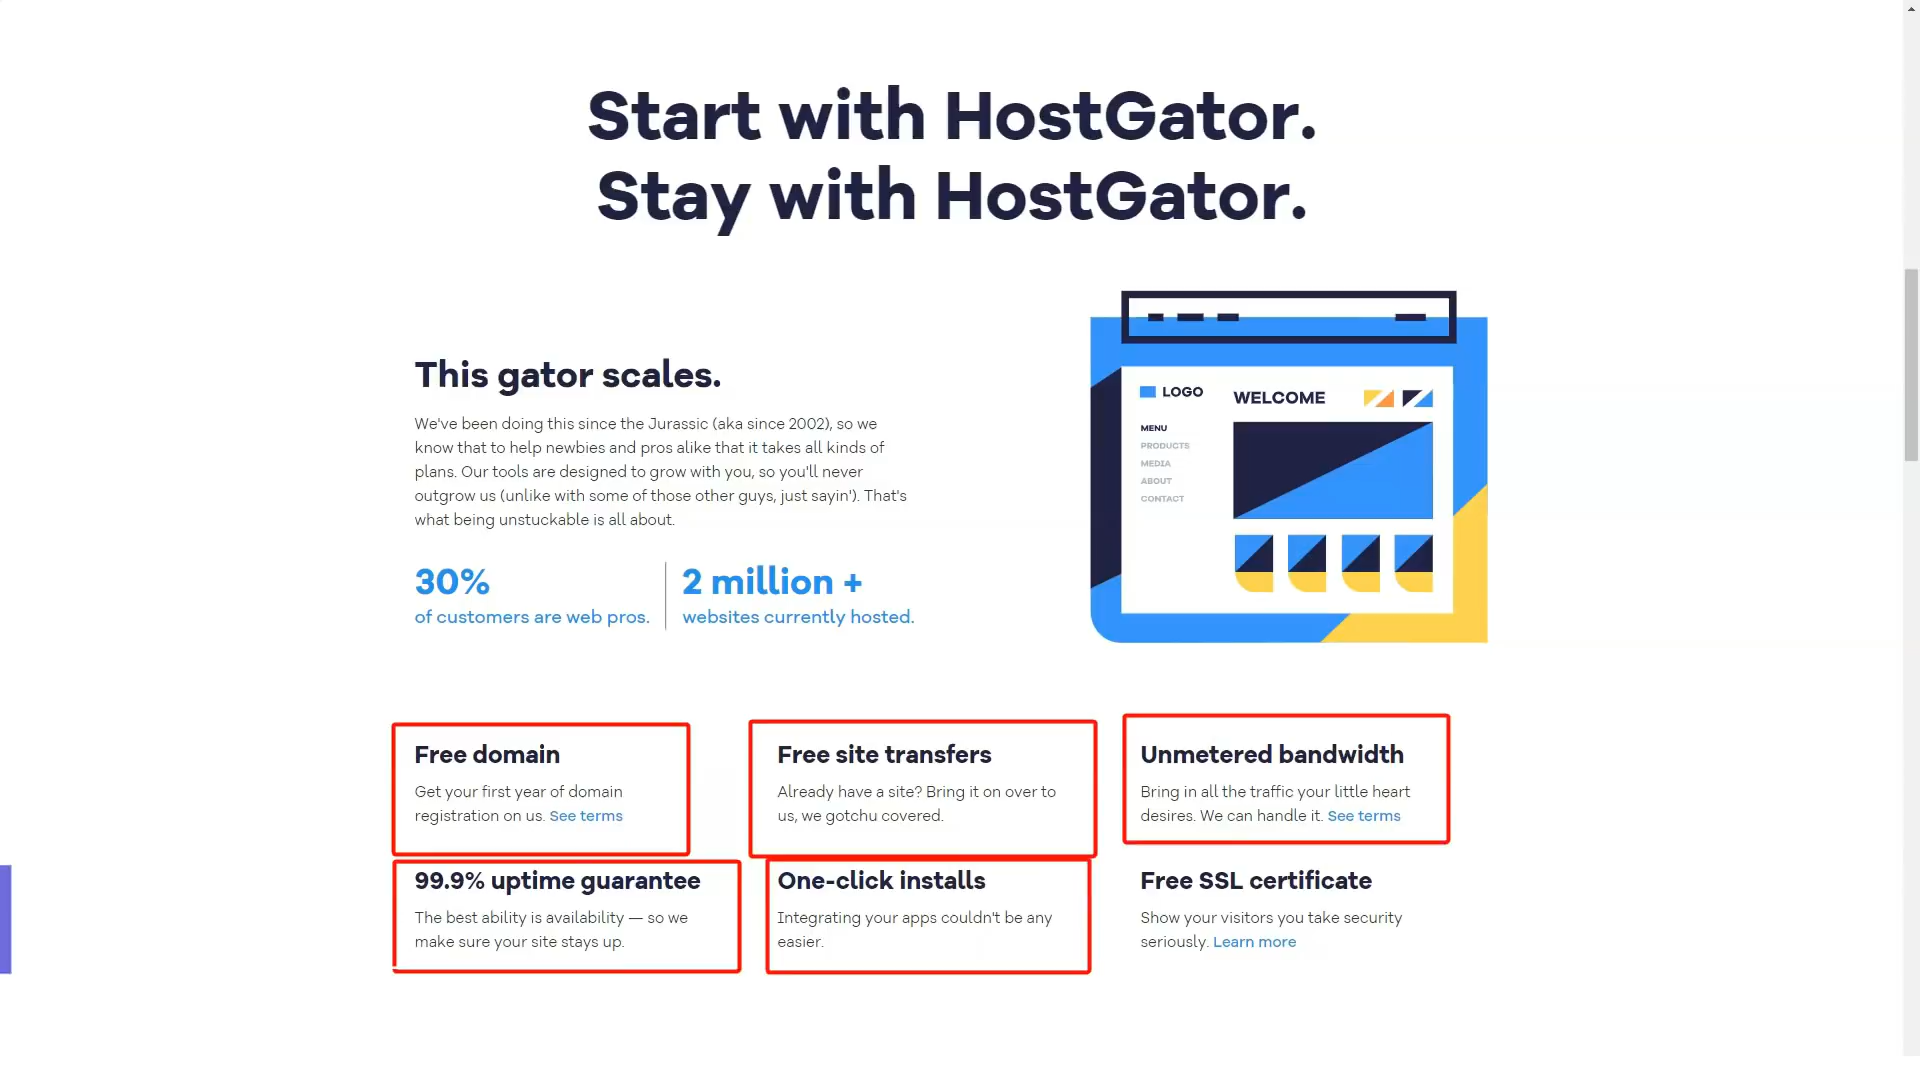 Start with HostGator.
Stay with HostGator.
This gator scales.
We've been doing this since the Jurassic (aka since 2002), so we
know that to help newbies and pros alike that it takes all kinds of
plans. Our tools are designed to grow with you, so you'll never
outgrow us (unlike with some of those other guys, just sayin'). That's
what being unstuckable is all about.
30%
of customers are web pros.
2 million +
websites currently hosted.
LOGO
WELCOME
MENU
PRODUCTS
MEDIA
ABOUT
CONTACT
Free domain
Get your first year of domain
registration on us. See terms
Free site transfers
Already have a site? Bring it on over to
us, we gotchu covered.
Unmetered bandwidth
Bring in all the traffic your little heart
desires. We can handle it. See terms
99.9% uptime guarantee
The best ability is availability — so we
make sure your site stays up.
One-click installs
Integrating your apps couldn't be any
easier.
Free SSL certificate
Show your visitors you take security
seriously. Learn more